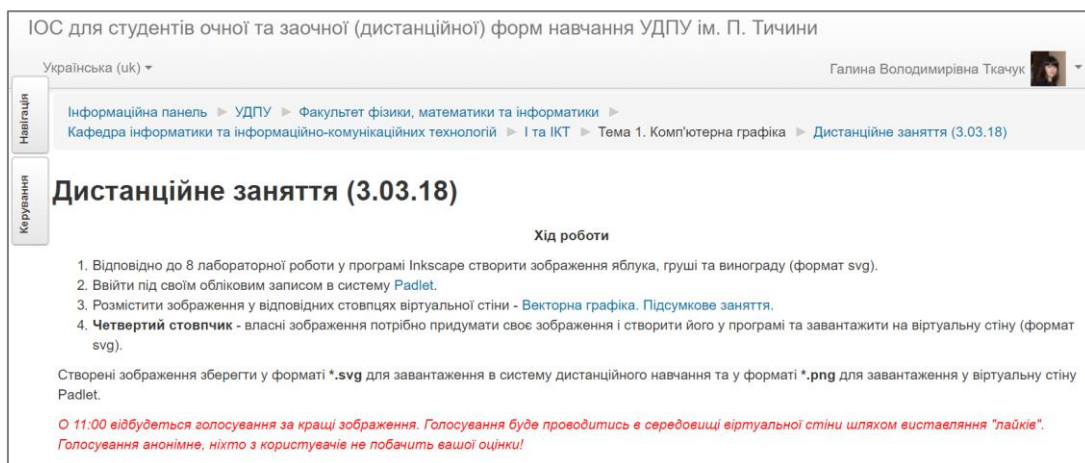 ІОС для студентів очної та заочної (дистанційної) форм навчання УДПУ ім. П. Тичини
Українська (uk)
Галина Володимирівна Ткачук
Навігація
Керування
Інформаційна панель ► УДПУ ► Факультет фізики, математики та інформатики ►
Кафедра інформатики та інформаційно-комунікаційних технологій ► І та ІКТ ► Тема 1. Комп'ютерна графіка ► Дистанційне заняття (3.03.18)
Дистанційне заняття (3.03.18)
Хід роботи
1. Відповідно до 8 лабораторної роботи у програмі Inkscape створити зображення яблука, груші та винограду (формат svg).
2. Ввійти під своїм обліковим записом в систему Padlet.
3. Розмістити зображення у відповідних стовпцях віртуальної стіни - Векторна графіка. Підсумкове заняття.
4. Четвертий стовпчик - власні зображення потрібно придумати своє зображення і створити його у програмі та завантажити на віртуальну стіну (формат
svg).
Створені зображення зберегти у форматі *.svg для завантаження в систему дистанційного навчання та у форматі *.png для завантаження у віртуальну стіну
Padlet.
О 11:00 відбудеться голосування за кращі зображення. Голосування буде проводитись в середовищі віртуальної стіни шляхом виставляння "лайків".
Голосування анонімне, ніхто з користувачів не побачить вашої оцінки!